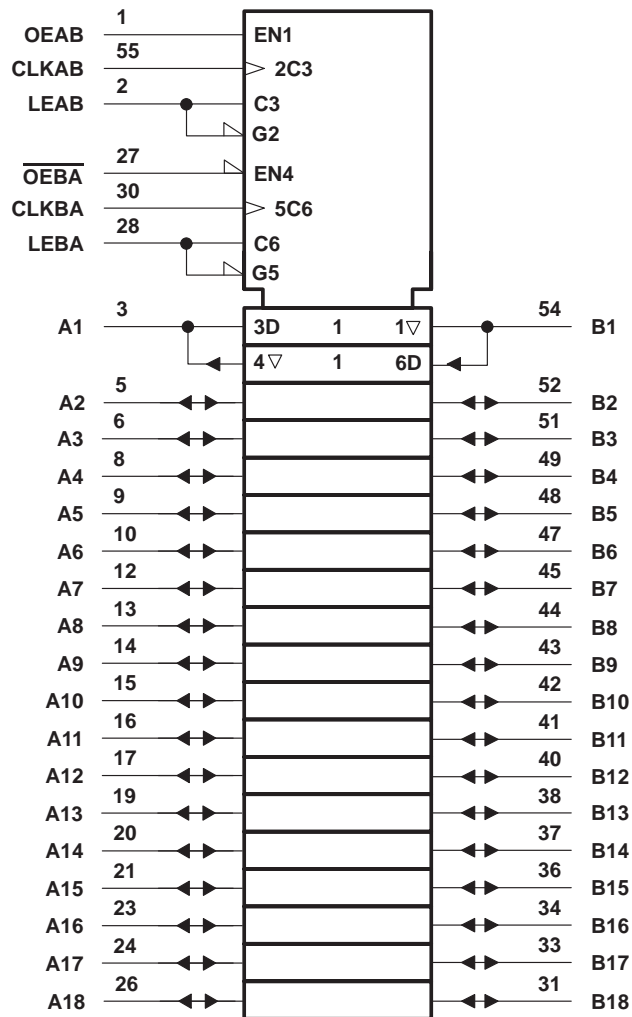 1
OEAB EN1
55
CLKAB 2C3
2
LEAB C3
G2
27
OEBA EN4
30
CLKBA 5C6
28
LEBA C6
G5
3 54
A1 3D 1 1▽ B1
4▽ 1 6D
5 52
A2 B2
6 51
A3 B3
8 49
A4 B4
9 48
A5 B5
10 47
A6 B6
12 45
A7 B7
13 44
A8 B8
14 43
A9 B9
15 42
A10 B10
16 41
A11 B11
17 40
A12 B12
19 38
A13 B13
20 37
A14 B14
21 36
A15 B15
23 34
A16 B16
24 33
A17 B17
26 31
A18 B18